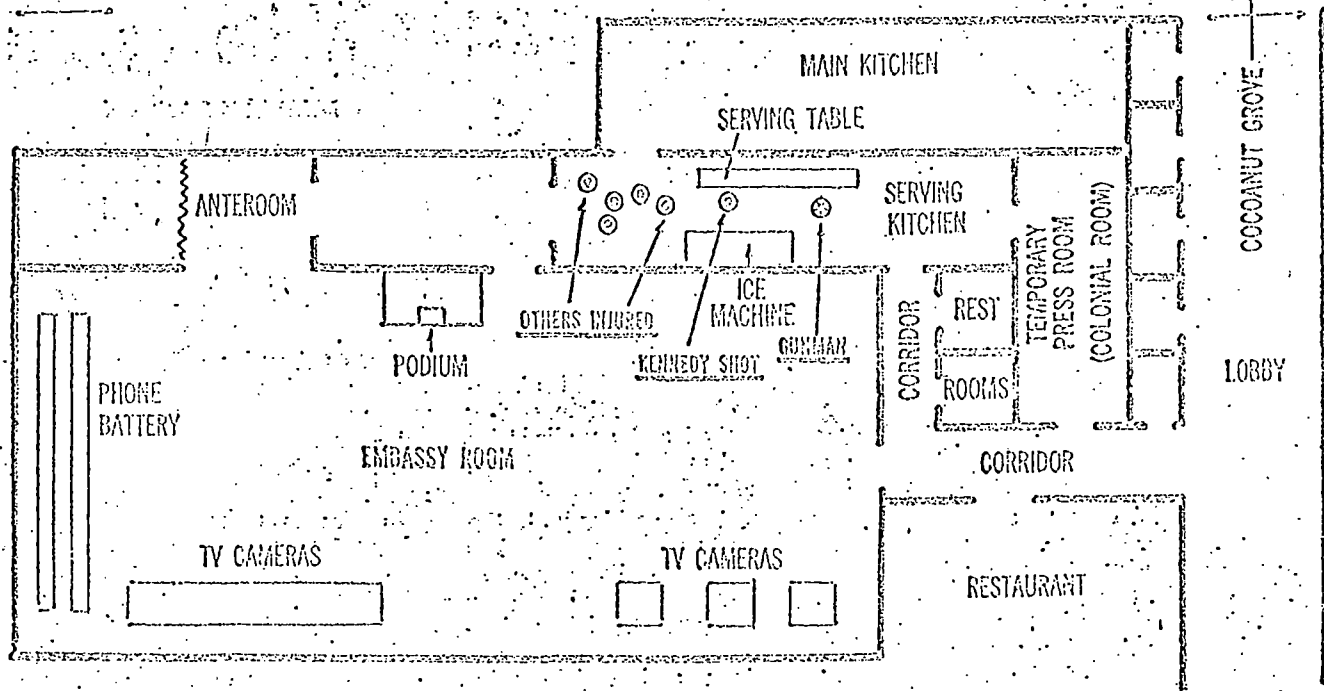 MAIN KITCHEN
SERVING TABLE
COCOANUT GROVE
ANTEROOM
SERVING
KITCHEN
TEMPORARY
PRESS ROOM
(COLONIAL ROOM)
OTHERS INJURED
ICE
MACHINE
KENNEDY SHOT
GUNMAN
PODIUM
CORRIDOR
REST
ROOMS
LOBBY
PHONE
BATTERY
EMBASSY ROOM
CORRIDOR
TV CAMERAS
TV CAMERAS
RESTAURANT